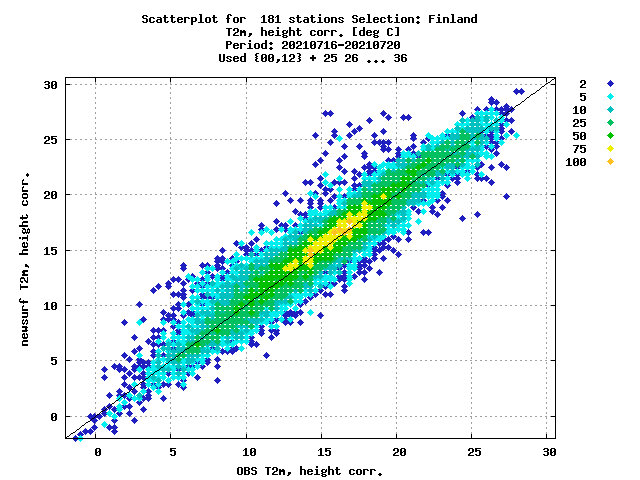 Scatterplot for  181 stations Selection: Finland
T2m, height corr. [deg C]
Period: 20210716-20210720
Used {00,12} + 25 26 ... 36
30
25
20
15
10
5
0
newsurf T2m, height corr.
0 5 10 15 20 25 30
OBS T2m, height corr.
2
5
10
25
50
75
100